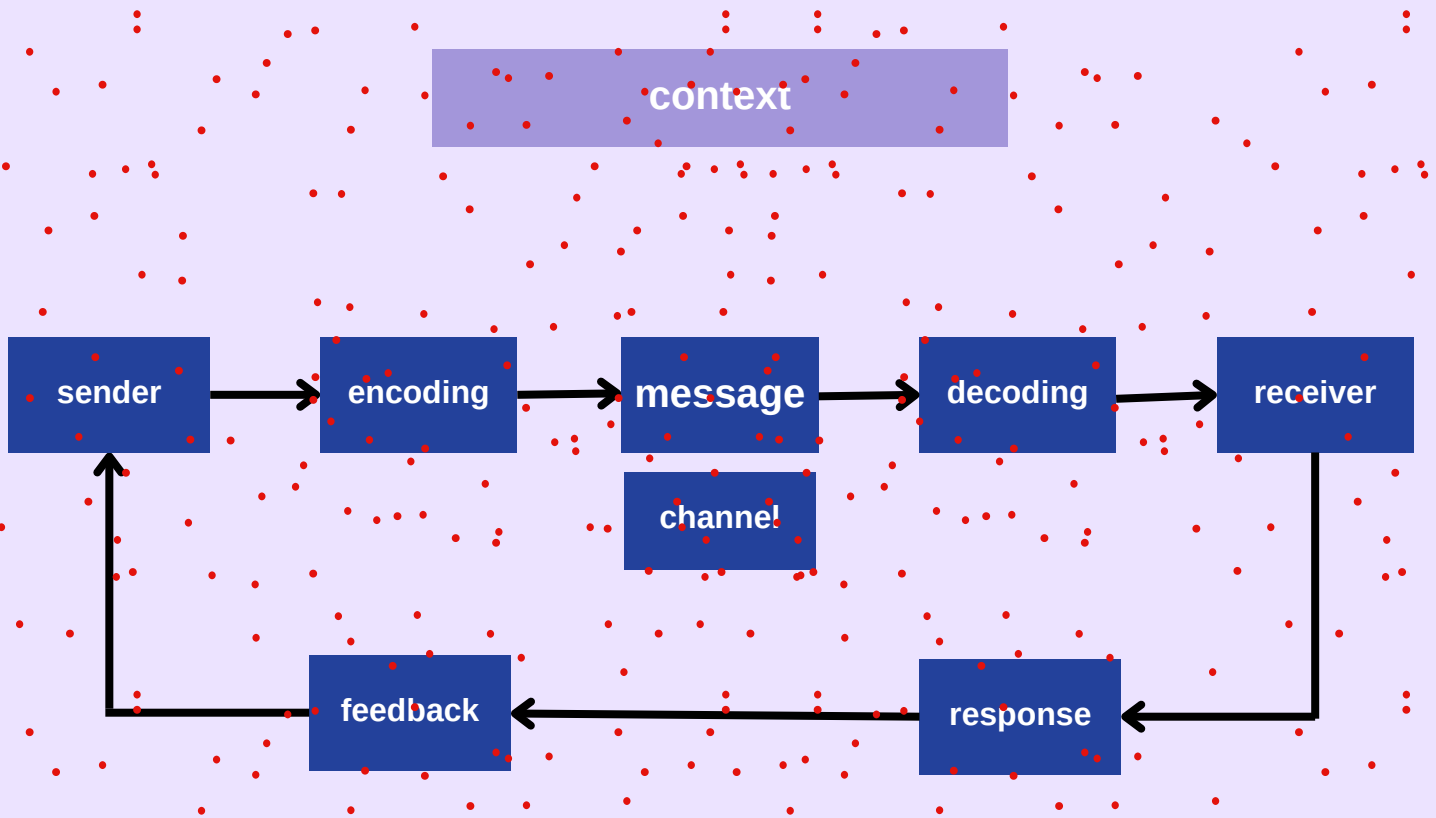 context
sender
encoding
message
decoding
receiver
channel
feedback
response